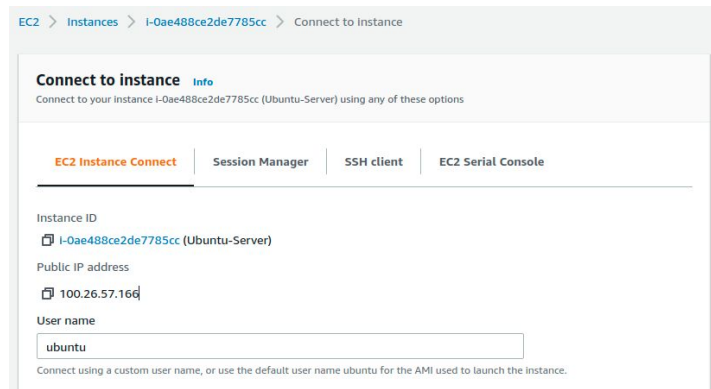 EC2 > Instances > i-0ae488ce2de7785cc > Connect to instance
Connect to instance Info
Connect to your instance i-0ae488ce2de7785cc (Ubuntu-Server) using any of these options
EC2 Instance Connect Session Manager SSH client EC2 Serial Console
Instance ID
i-0ae488ce2de7785cc (Ubuntu-Server)
Public IP address
100.26.57.166
User name
ubuntu
Connect using a custom user name, or use the default user name ubuntu for the AMI used to launch the instance.